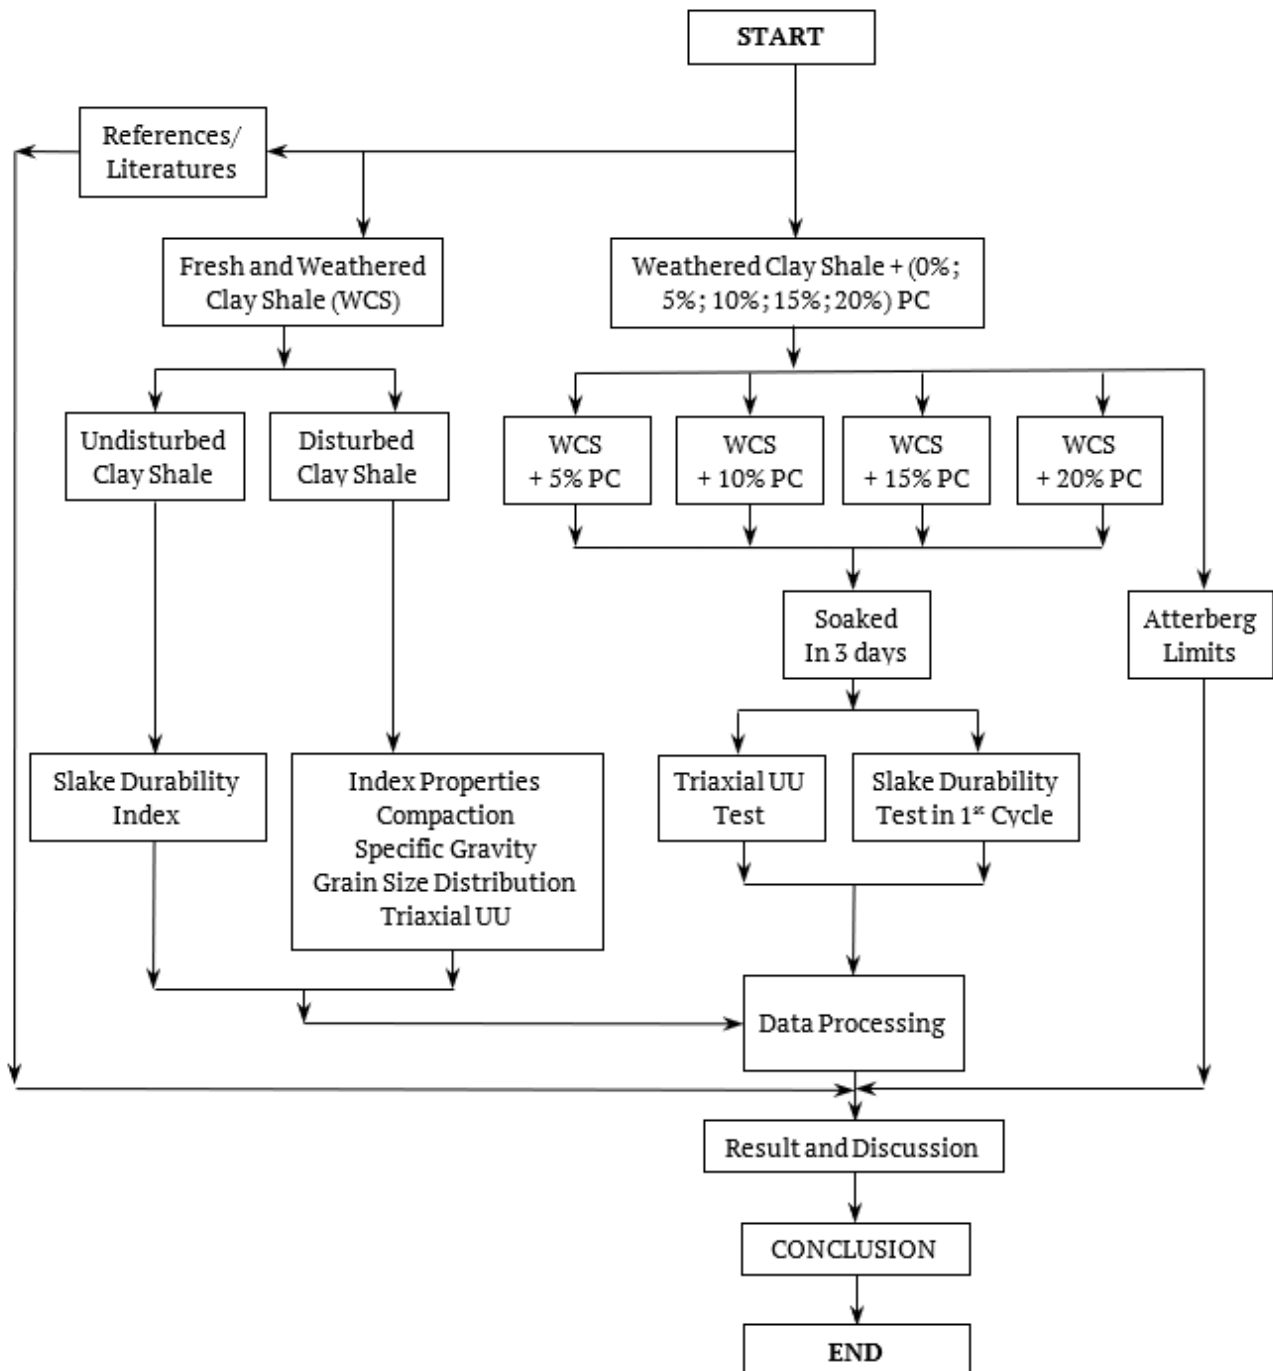 START
References/
Literatures
Fresh and Weathered
Clay Shale (WCS)
Weathered Clay Shale + (0%;
5%; 10%; 15%; 20%) PC
Undisturbed
Clay Shale
Disturbed
Clay Shale
WCS
+ 5% PC
WCS
+ 10% PC
WCS
+ 15% PC
WCS
+ 20% PC
Soaked
In 3 days
Atterberg
Limits
Slake Durability
Index
Index Properties
Compaction
Specific Gravity
Grain Size Distribution
Triaxial UU
Triaxial UU
Test
Slake Durability
Test in 1st Cycle
Data Processing
Result and Discussion
CONCLUSION
END